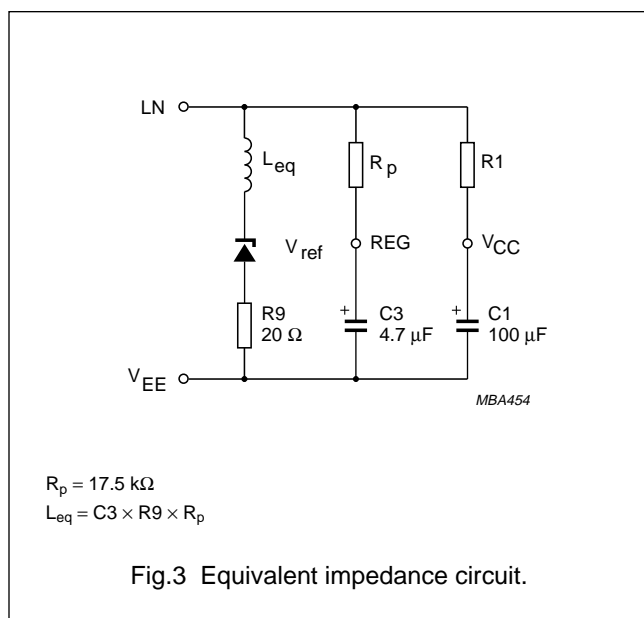 LN
Leq
Rp
R1
Vref
REG
VCC
R9
20 Ω
+
C3
4.7 μF
+
C1
100 μF
VEE
MBA454
Rp = 17.5 kΩ
Leq = C3 × R9 × Rp
Fig.3 Equivalent impedance circuit.